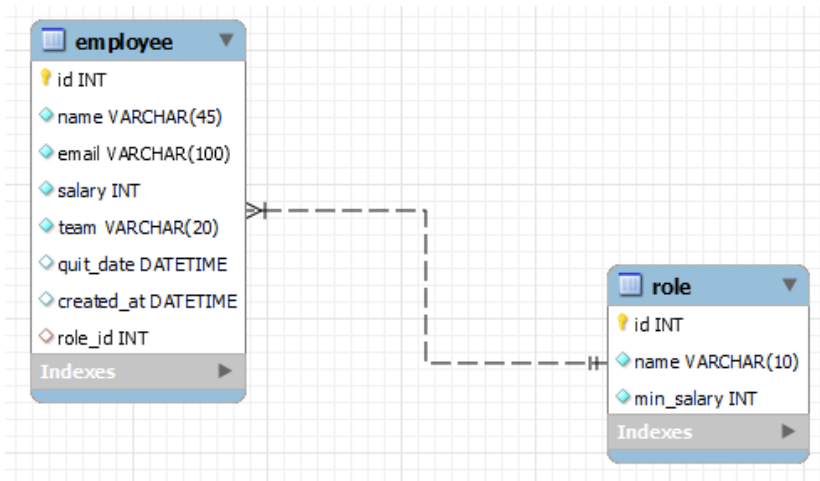 employee
id INT
name VARCHAR(45)
email VARCHAR(100)
salary INT
team VARCHAR(20)
quit_date DATETIME
created_at DATETIME
role_id INT
Indexes
role
id INT
name VARCHAR(10)
min_salary INT
Indexes